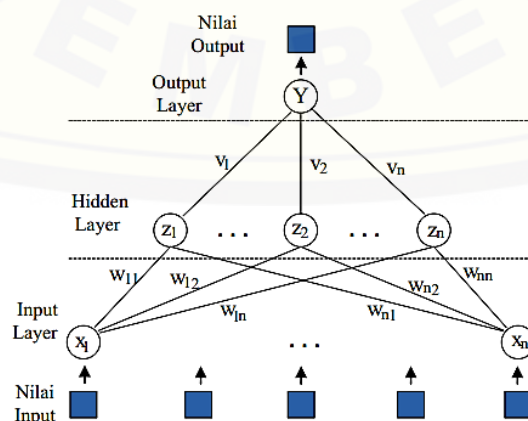 Nilai
Output
Output
Layer
Y
v1
v2
vn
Hidden
Layer
z1
. . .
z2
. . .
zn
w11
w12
w1n
wn1
wn2
wnn
Input
Layer
x1
. . .
xn
Nilai
Input
E M B E